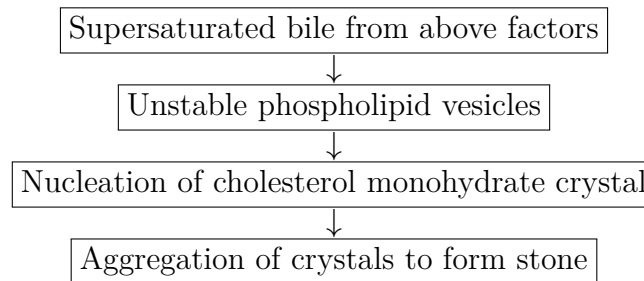 Supersaturated bile from above factors
Unstable phospholipid vesicles
Nucleation of cholesterol monohydrate crystal
Aggregation of crystals to form stone